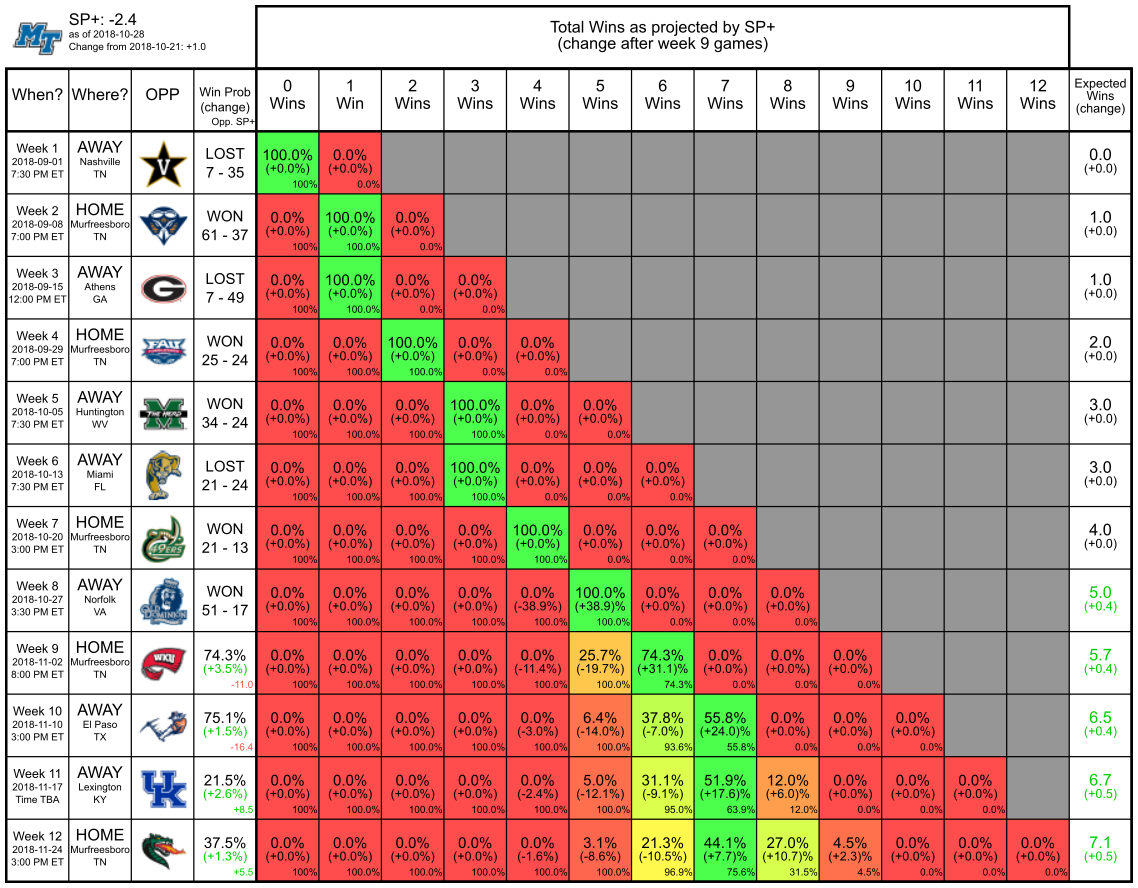 MT
SP+: -2.4
as of 2018-10-28
Change from 2018-10-21: +1.0
Total Wins as projected by SP+
(change after week 9 games)
When? Where? OPP Win Prob (change) Opp. SP+ 0 Wins 1 Win 2 Wins 3 Wins 4 Wins 5 Wins 6 Wins 7 Wins 8 Wins 9 Wins 10 Wins 11 Wins 12 Wins Expected Wins (change)
Week 1 AWAY LOST 100.0% 0.0% 0.0
2018-09-01 Nashville V 7 - 35 (+0.0%) (+0.0%) (+0.0)
7:30 PM ET TN 100% 0.0%
Week 2 HOME WON 0.0% 100.0% 0.0% 1.0
2018-09-08 Murfreesboro 61 - 37 (+0.0%) (+0.0%) (+0.0%) (+0.0)
7:00 PM ET TN 100% 100.0% 0.0%
Week 3 AWAY LOST 0.0% 100.0% 0.0% 0.0% 1.0
2018-09-15 Athens G 7 - 49 (+0.0%) (+0.0%) (+0.0%) (+0.0%) (+0.0)
12:00 PM ET GA 100% 100.0% 0.0% 0.0%
Week 4 HOME WON 0.0% 0.0% 100.0% 0.0% 0.0% 2.0
2018-09-29 Murfreesboro FAU 25 - 24 (+0.0%) (+0.0%) (+0.0%) (+0.0%) (+0.0%) (+0.0)
7:00 PM ET TN 100% 100.0% 100.0% 0.0% 0.0%
Week 5 AWAY WON 0.0% 0.0% 0.0% 100.0% 0.0% 0.0% 3.0
2018-10-05 Huntington M THE HERD 34 - 24 (+0.0%) (+0.0%) (+0.0%) (+0.0%) (+0.0%) (+0.0%) (+0.0)
7:30 PM ET WV 100% 100.0% 100.0% 100.0% 0.0% 0.0%
Week 6 AWAY LOST 0.0% 0.0% 0.0% 100.0% 0.0% 0.0% 0.0% 3.0
2018-10-13 Miami 21 - 24 (+0.0%) (+0.0%) (+0.0%) (+0.0%) (+0.0%) (+0.0%) (+0.0%) (+0.0)
7:30 PM ET FL 100% 100.0% 100.0% 100.0% 0.0% 0.0% 0.0%
Week 7 HOME WON 0.0% 0.0% 0.0% 0.0% 100.0% 0.0% 0.0% 0.0% 4.0
2018-10-20 Murfreesboro 49ERS 21 - 13 (+0.0%) (+0.0%) (+0.0%) (+0.0%) (+0.0%) (+0.0%) (+0.0%) (+0.0%) (+0.0)
3:00 PM ET TN 100% 100.0% 100.0% 100.0% 100.0% 0.0% 0.0% 0.0%
Week 8 AWAY WON 0.0% 0.0% 0.0% 0.0% 0.0% 100.0% 0.0% 0.0% 0.0% 5.0
2018-10-27 Norfolk OLD DOMINION 51 - 17 (+0.0%) (+0.0%) (+0.0%) (+0.0%) (-38.9%) (+38.9)% (+0.0%) (+0.0%) (+0.0%) (+0.4)
3:30 PM ET VA 100% 100.0% 100.0% 100.0% 100.0% 100.0% 0.0% 0.0% 0.0%
Week 9 HOME 74.3% 0.0% 0.0% 0.0% 0.0% 0.0% 25.7% 74.3% 0.0% 0.0% 0.0% 5.7
2018-11-02 Murfreesboro WKU (+3.5%) (+0.0%) (+0.0%) (+0.0%) (+0.0%) (-11.4%) (-19.7%) (+31.1)% (+0.0%) (+0.0%) (+0.0%) (+0.4)
8:00 PM ET TN -11.0 100% 100.0% 100.0% 100.0% 100.0% 100.0% 74.3% 0.0% 0.0% 0.0%
Week 10 AWAY 75.1% 0.0% 0.0% 0.0% 0.0% 0.0% 6.4% 37.8% 55.8% 0.0% 0.0% 0.0% 6.5
2018-11-10 El Paso (+1.5%) (+0.0%) (+0.0%) (+0.0%) (+0.0%) (-3.0%) (-14.0%) (-7.0%) (+24.0)% (+0.0%) (+0.0%) (+0.0%) (+0.4)
3:00 PM ET TX -16.4 100% 100.0% 100.0% 100.0% 100.0% 100.0% 93.6% 55.8% 0.0% 0.0% 0.0%
Week 11 AWAY 21.5% 0.0% 0.0% 0.0% 0.0% 0.0% 5.0% 31.1% 51.9% 12.0% 0.0% 0.0% 0.0% 6.7
2018-11-17 Lexington UK (+2.6%) (+0.0%) (+0.0%) (+0.0%) (+0.0%) (-2.4%) (-12.1%) (-9.1%) (+17.6)% (+6.0)% (+0.0%) (+0.0%) (+0.0%) (+0.5)
Time TBA KY +8.5 100% 100.0% 100.0% 100.0% 100.0% 100.0% 95.0% 63.9% 12.0% 0.0% 0.0% 0.0%
Week 12 HOME 37.5% 0.0% 0.0% 0.0% 0.0% 0.0% 3.1% 21.3% 44.1% 27.0% 4.5% 0.0% 0.0% 0.0% 7.1
2018-11-24 Murfreesboro (+1.3%) (+0.0%) (+0.0%) (+0.0%) (+0.0%) (-1.6%) (-8.6%) (-10.5%) (+7.7)% (+10.7)% (+2.3)% (+0.0%) (+0.0%) (+0.0%) (+0.5)
3:00 PM ET TN +5.5 100% 100.0% 100.0% 100.0% 100.0% 100.0% 96.9% 75.6% 31.5% 4.5% 0.0% 0.0% 0.0%